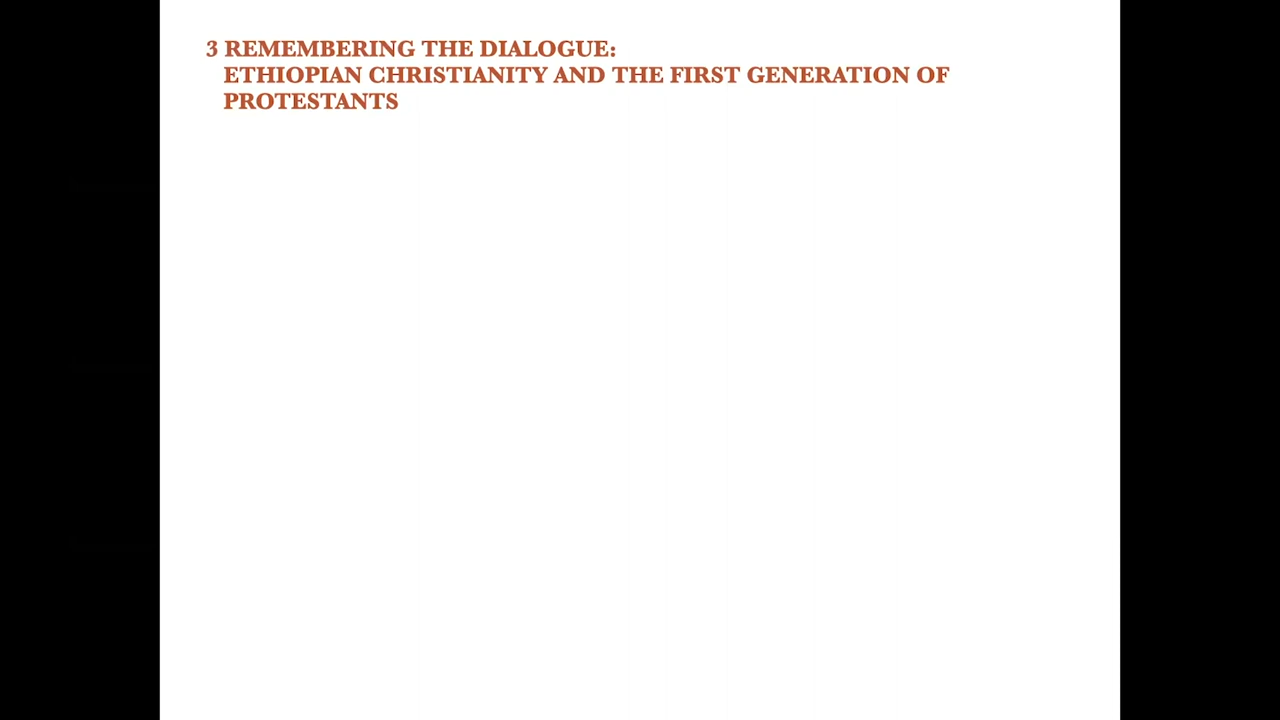 3 REMEMBERING THE DIALOGUE:
ETHIOPIAN CHRISTIANITY AND THE FIRST GENERATION OF
PROTESTANTS